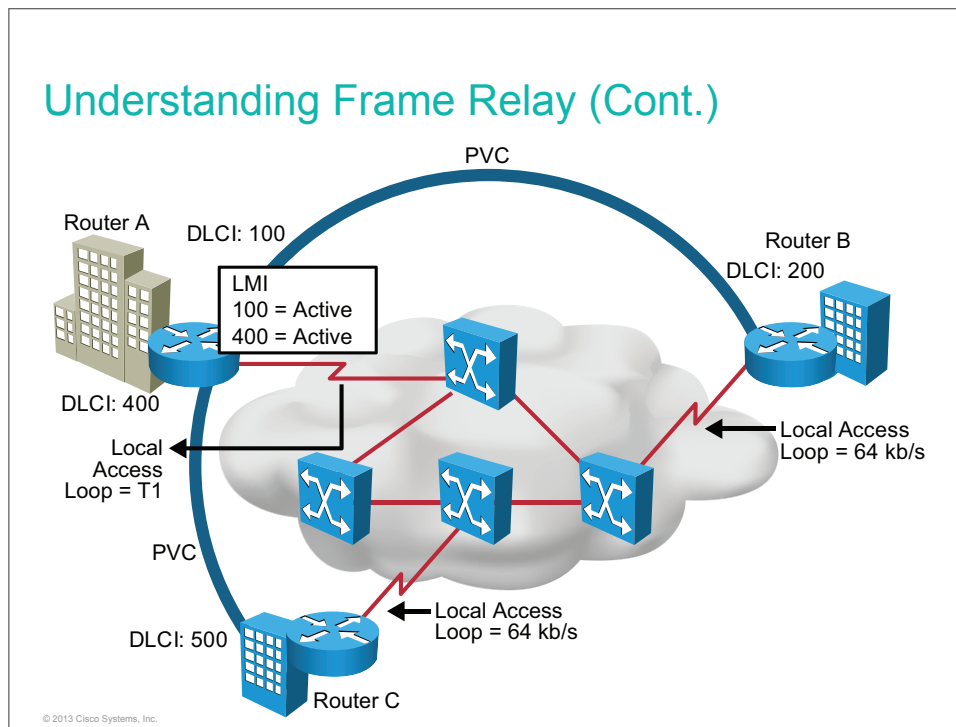 Understanding Frame Relay (Cont.)
PVC
Router A
DLCI: 100
Router B
DLCI: 200
LMI
100 = Active
400 = Active
DLCI: 400
Local
Access
Loop = T1
Local Access
Loop = 64 kb/s
PVC
Local Access
Loop = 64 kb/s
DLCI: 500
Router C
© 2013 Cisco Systems, Inc.